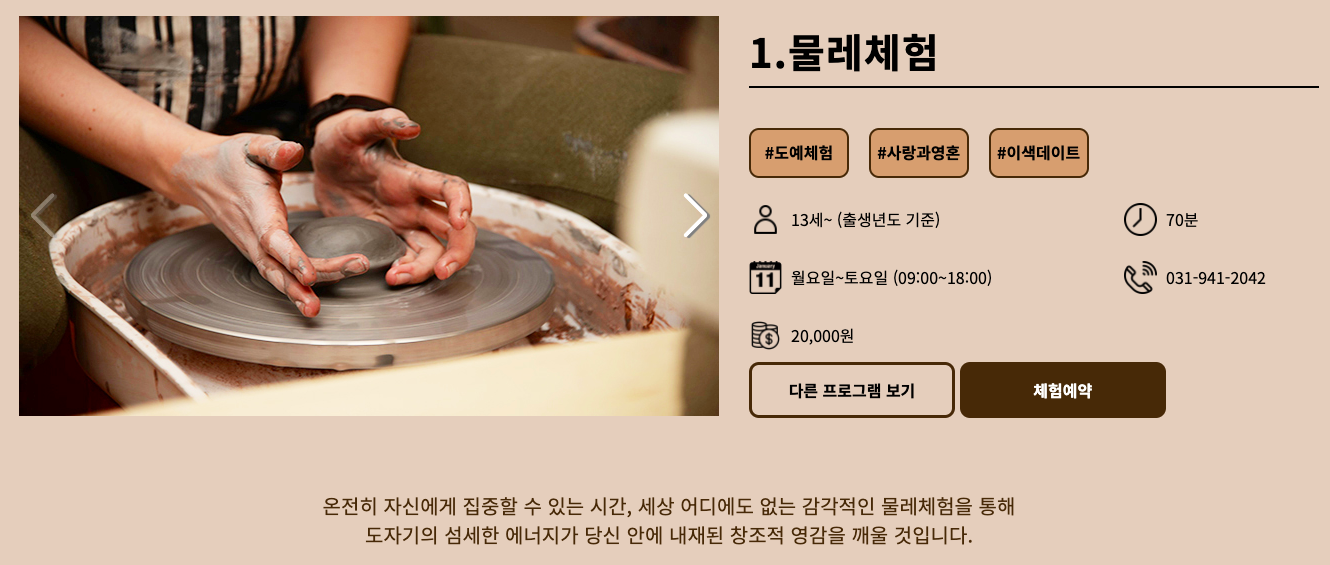 1.물레체험
#도예체험 #사랑과영혼 #이색데이트
13세~ (출생년도 기준) 70분
January
11 월요일~토요일 (09:00~18:00) 031-941-2042
20,000원
다른 프로그램 보기 체험예약
온전히 자신에게 집중할 수 있는 시간, 세상 어디에도 없는 감각적인 물레체험을 통해
도자기의 섬세한 에너지가 당신 안에 내재된 창조적 영감을 깨울 것입니다.